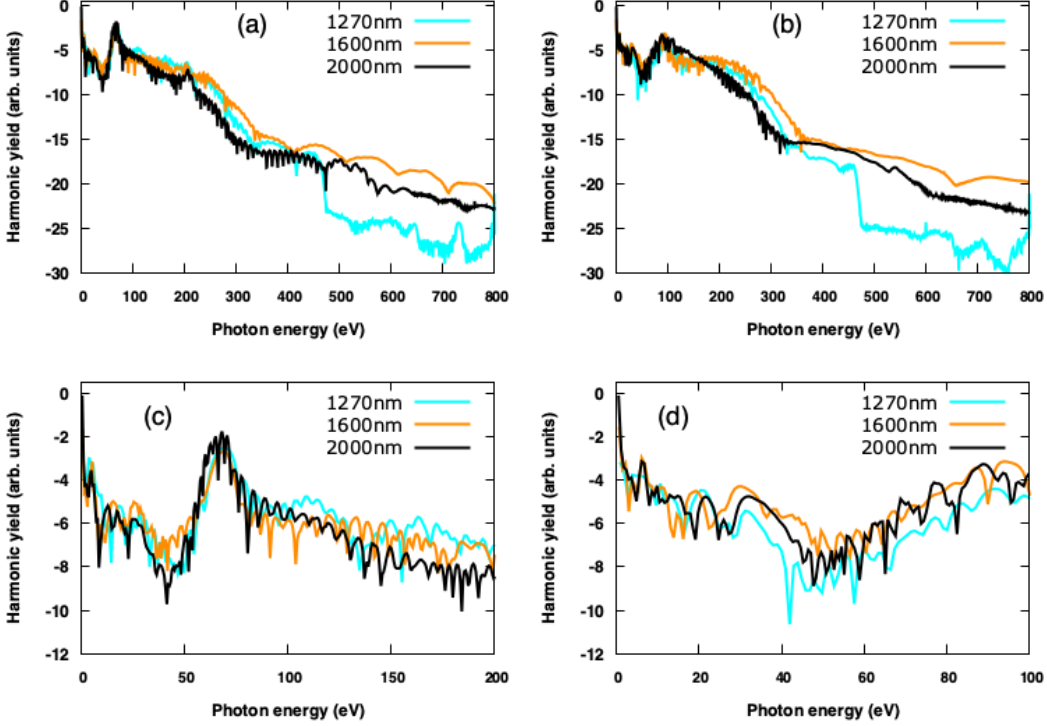 (a)
1270nm
1600nm
2000nm
Harmonic yield (arb. units)
0
-5
-10
-15
-20
-25
-30
0 100 200 300 400 500 600 700 800
Photon energy (eV)
(b)
1270nm
1600nm
2000nm
Harmonic yield (arb. units)
0
-5
-10
-15
-20
-25
-30
0 100 200 300 400 500 600 700 800
Photon energy (eV)
(c)
1270nm
1600nm
2000nm
Harmonic yield (arb. units)
0
-2
-4
-6
-8
-10
-12
0 50 100 150 200
Photon energy (eV)
(d)
1270nm
1600nm
2000nm
Harmonic yield (arb. units)
0
-2
-4
-6
-8
-10
-12
0 20 40 60 80 100
Photon energy (eV)